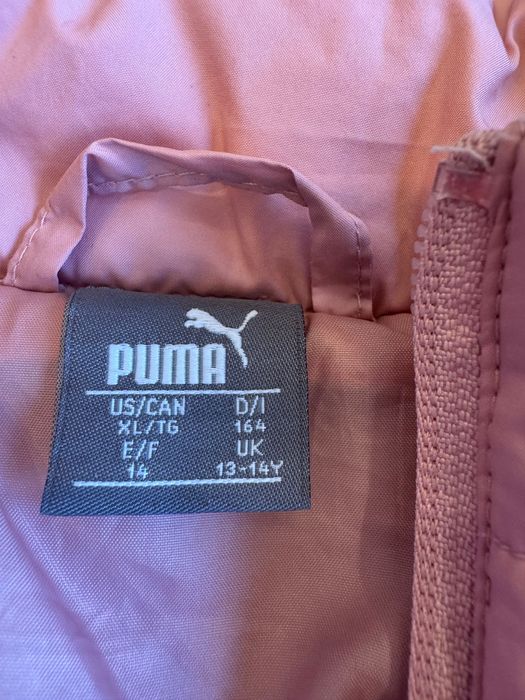 PUMA
US/CAN D/I
XL/TG 164
E/F UK
14 13-14Y